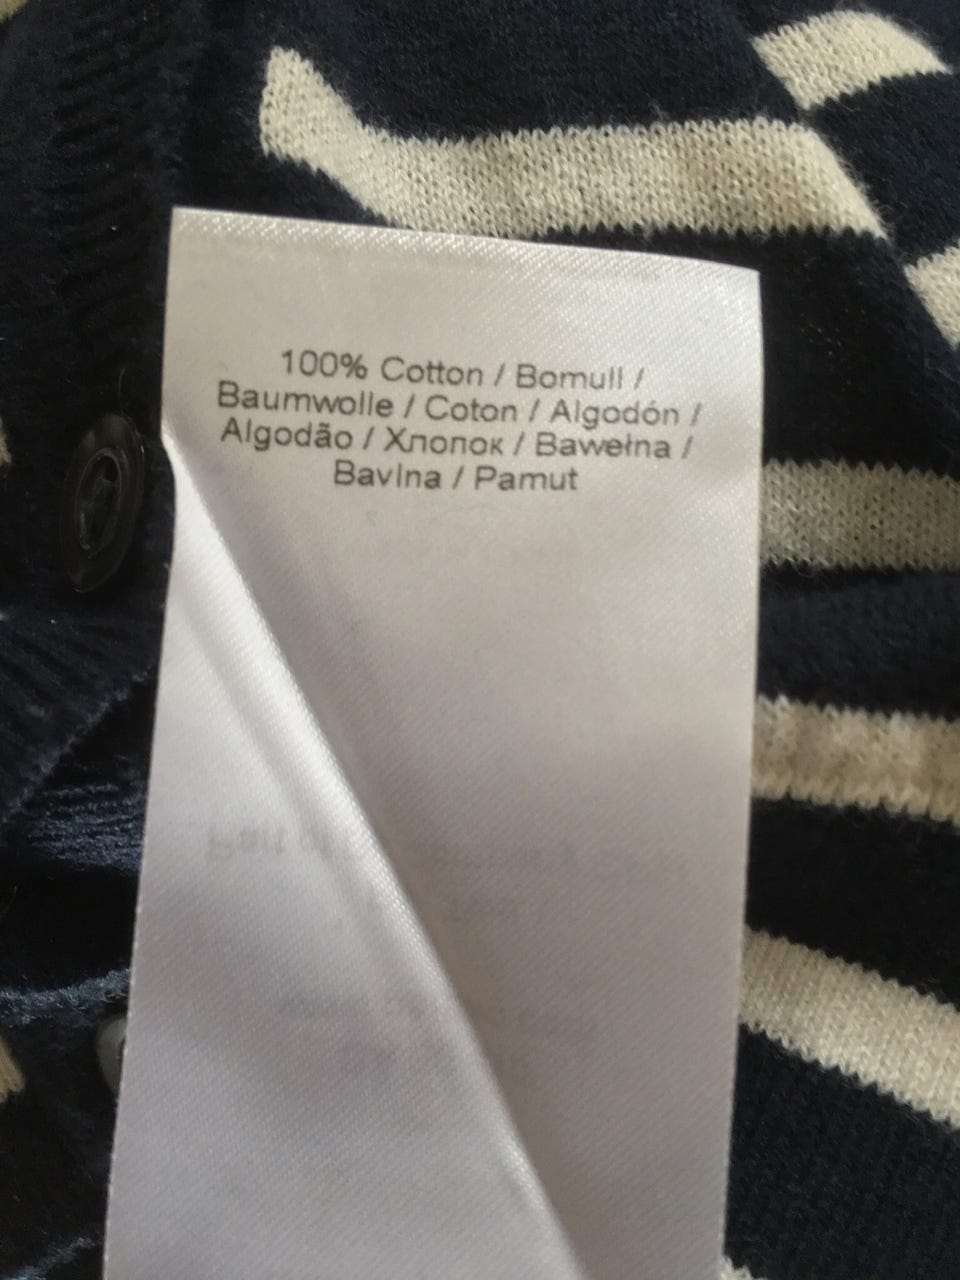 100% Cotton / Bomull /
Baumwolle / Coton / Algodón /
Algodão / Хлопок / Bawełna /
Bavlna / Pamut